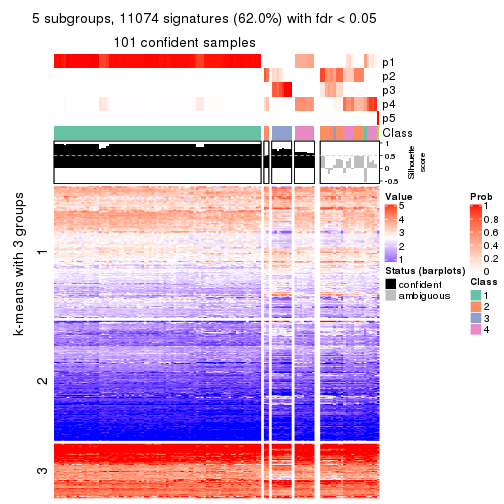 5 subgroups, 11074 signatures (62.0%) with fdr < 0.05
101 confident samples
p1
p2
p3
p4
p5
Class
1
0.5
0
-0.5
Silhouette
score
k-means with 3 groups
1
2
3
Value
5
4
3
2
1
Status (barplots)
confident
ambiguous
Prob
1
0.8
0.6
0.4
0.2
0
Class
1
2
3
4